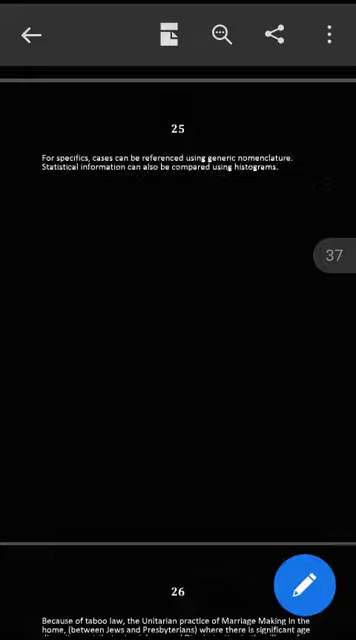 25
For specifics, cases can be referenced using generic nomenclature.
Statistical information can also be compared using histograms.
37
26
Because of taboo law, the Unitarian practice of Marriage Making in the
home, (between Jews and Presbyterians) where there is significant age